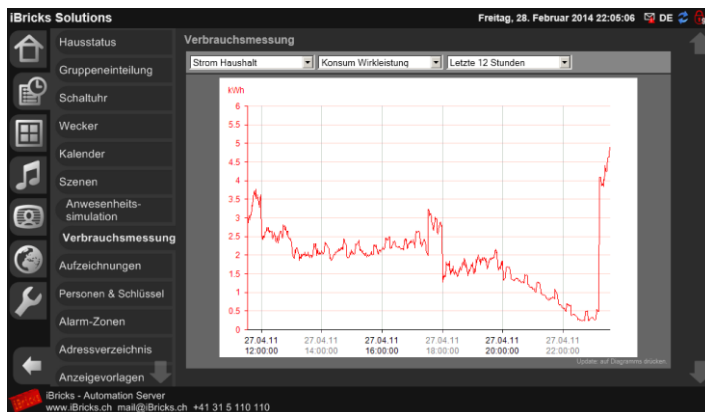 iBricks Solutions
Freitag, 28. Februar 2014 22:05:06 DE
Hausstatus
Gruppeneinteilung
Schaltuhr
Wecker
Kalender
Szenen
Anwesenheits-
simulation
Verbrauchsmessung
Aufzeichnungen
Personen & Schlüssel
Alarm-Zonen
Adressverzeichnis
Anzeigevorlagen
Verbrauchsmessung
Strom Haushalt
Konsum Wirkleistung
Letzte 12 Stunden
kWh
6
5.5
5
4.5
4
3.5
3
2.5
2
1.5
1
0.5
0
27.04.11 27.04.11 27.04.11 27.04.11 27.04.11 27.04.11
12:00:00 14:00:00 16:00:00 18:00:00 20:00:00 22:00:00
Update: auf Diagramm drücken.
iBricks - Automation Server
www.iBricks.ch mail@iBricks.ch +41 31 5 110 110